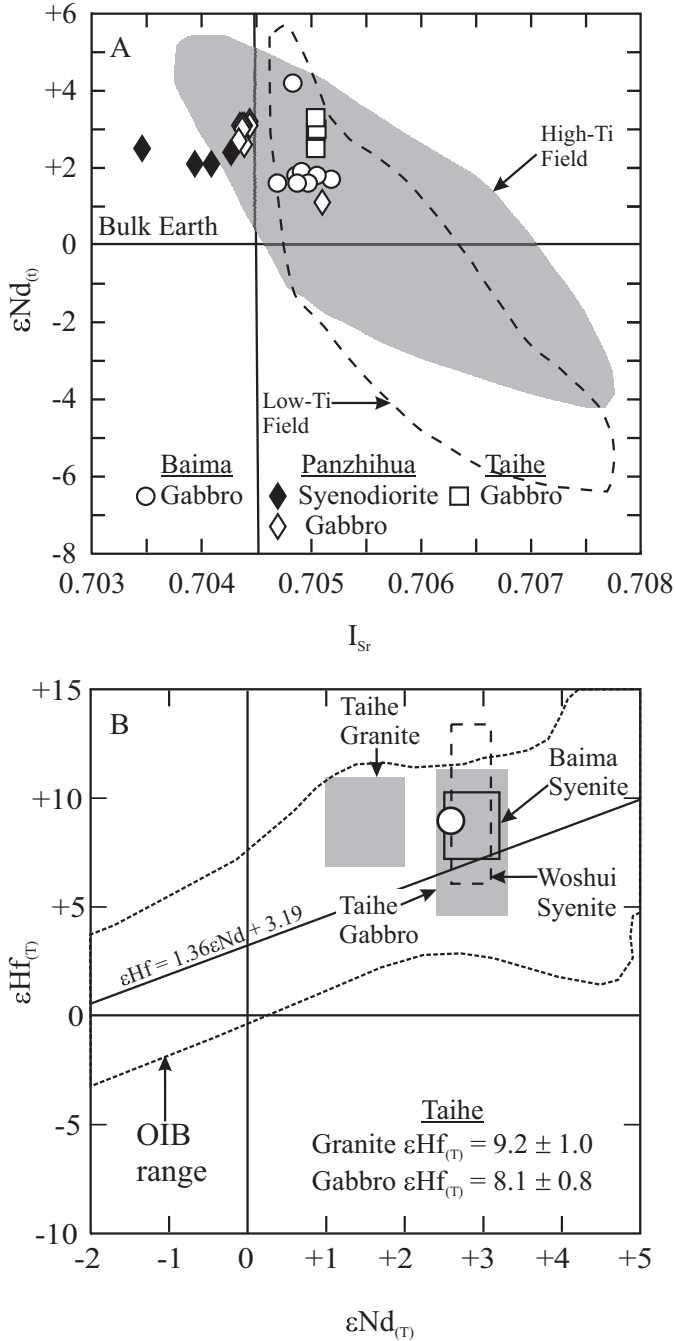 +6
A
+4
High-Ti
Field
+2
Bulk Earth
0
εNd(t)
-2
Low-Ti
Field
-4
Baima
Panzhihua
Taihe
Gabbro
Syenodiorite
Gabbro
-6
Gabbro
-8
0.703 0.704 0.705 0.706 0.707 0.708
ISr
+15
B
Taihe
Granite
Baima
Syenite
+10
Woshui
Syenite
Taihe
Gabbro
+5
εHf = 1.36εNd + 3.19
εHf(T)
0
-5
OIB
range
Taihe
Granite εHf(T) = 9.2 ± 1.0
Gabbro εHf(T) = 8.1 ± 0.8
-10
-2 -1 0 +1 +2 +3 +4 +5
εNd(T)